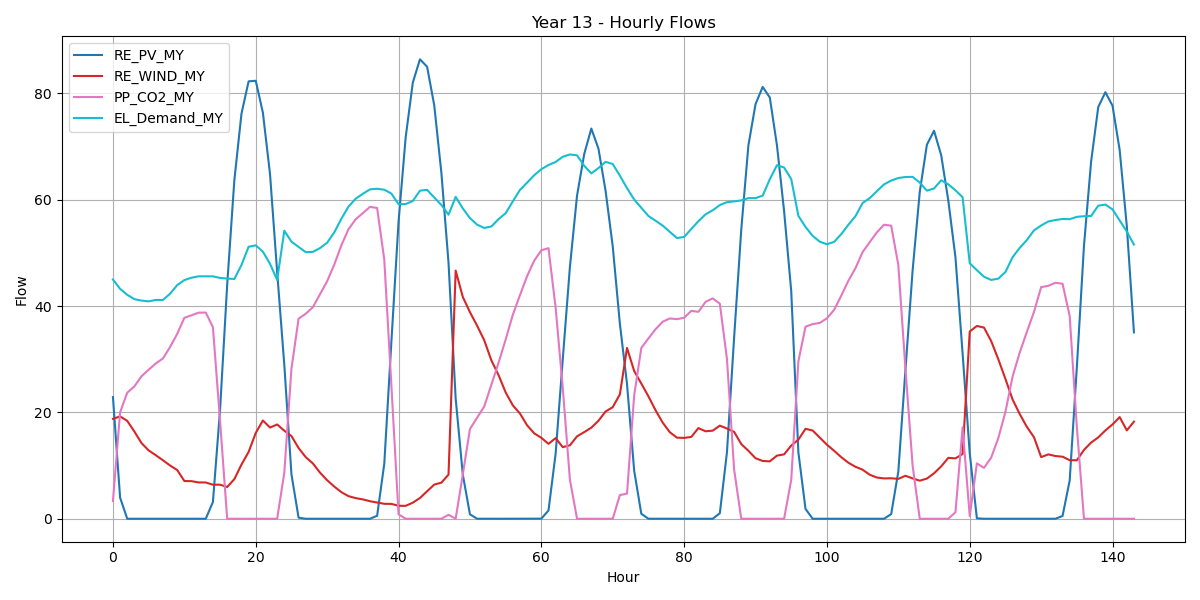 Year 13 - Hourly Flows
RE_PV_MY
RE_WIND_MY
PP_CO2_MY
EL_Demand_MY
Flow
80
60
40
20
0
0 20 40 60 80 100 120 140
Hour